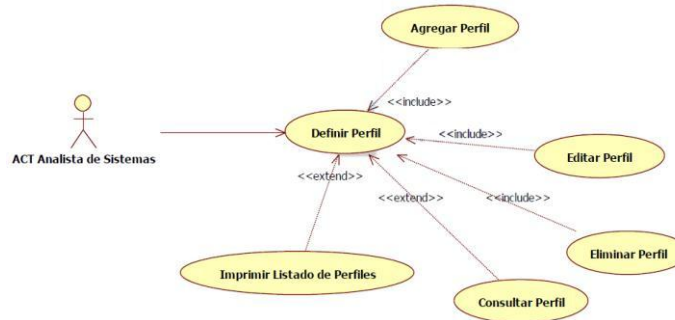 Agregar Perfil
<<include>>
Definir Perfil
<<include>>
Editar Perfil
ACT Analista de Sistemas
<<extend>>
<<extend>>
<<include>>
Eliminar Perfil
Imprimir Listado de Perfiles
Consultar Perfil